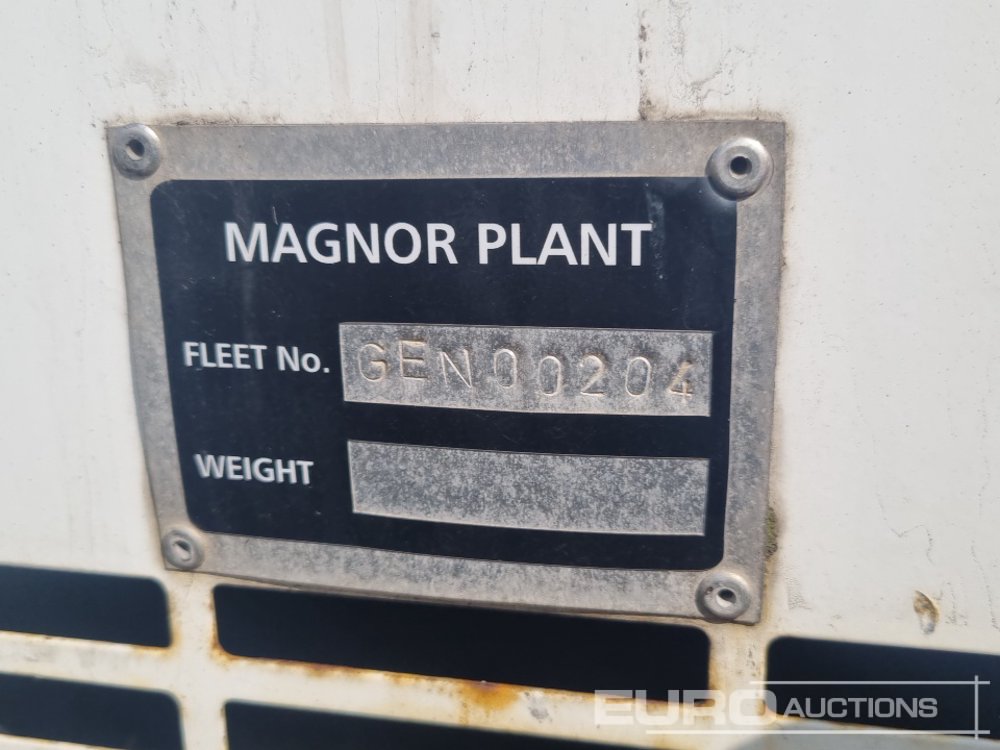 MAGNOR PLANT
FLEET No. GEN00204
WEIGHT
EURO AUCTIONS